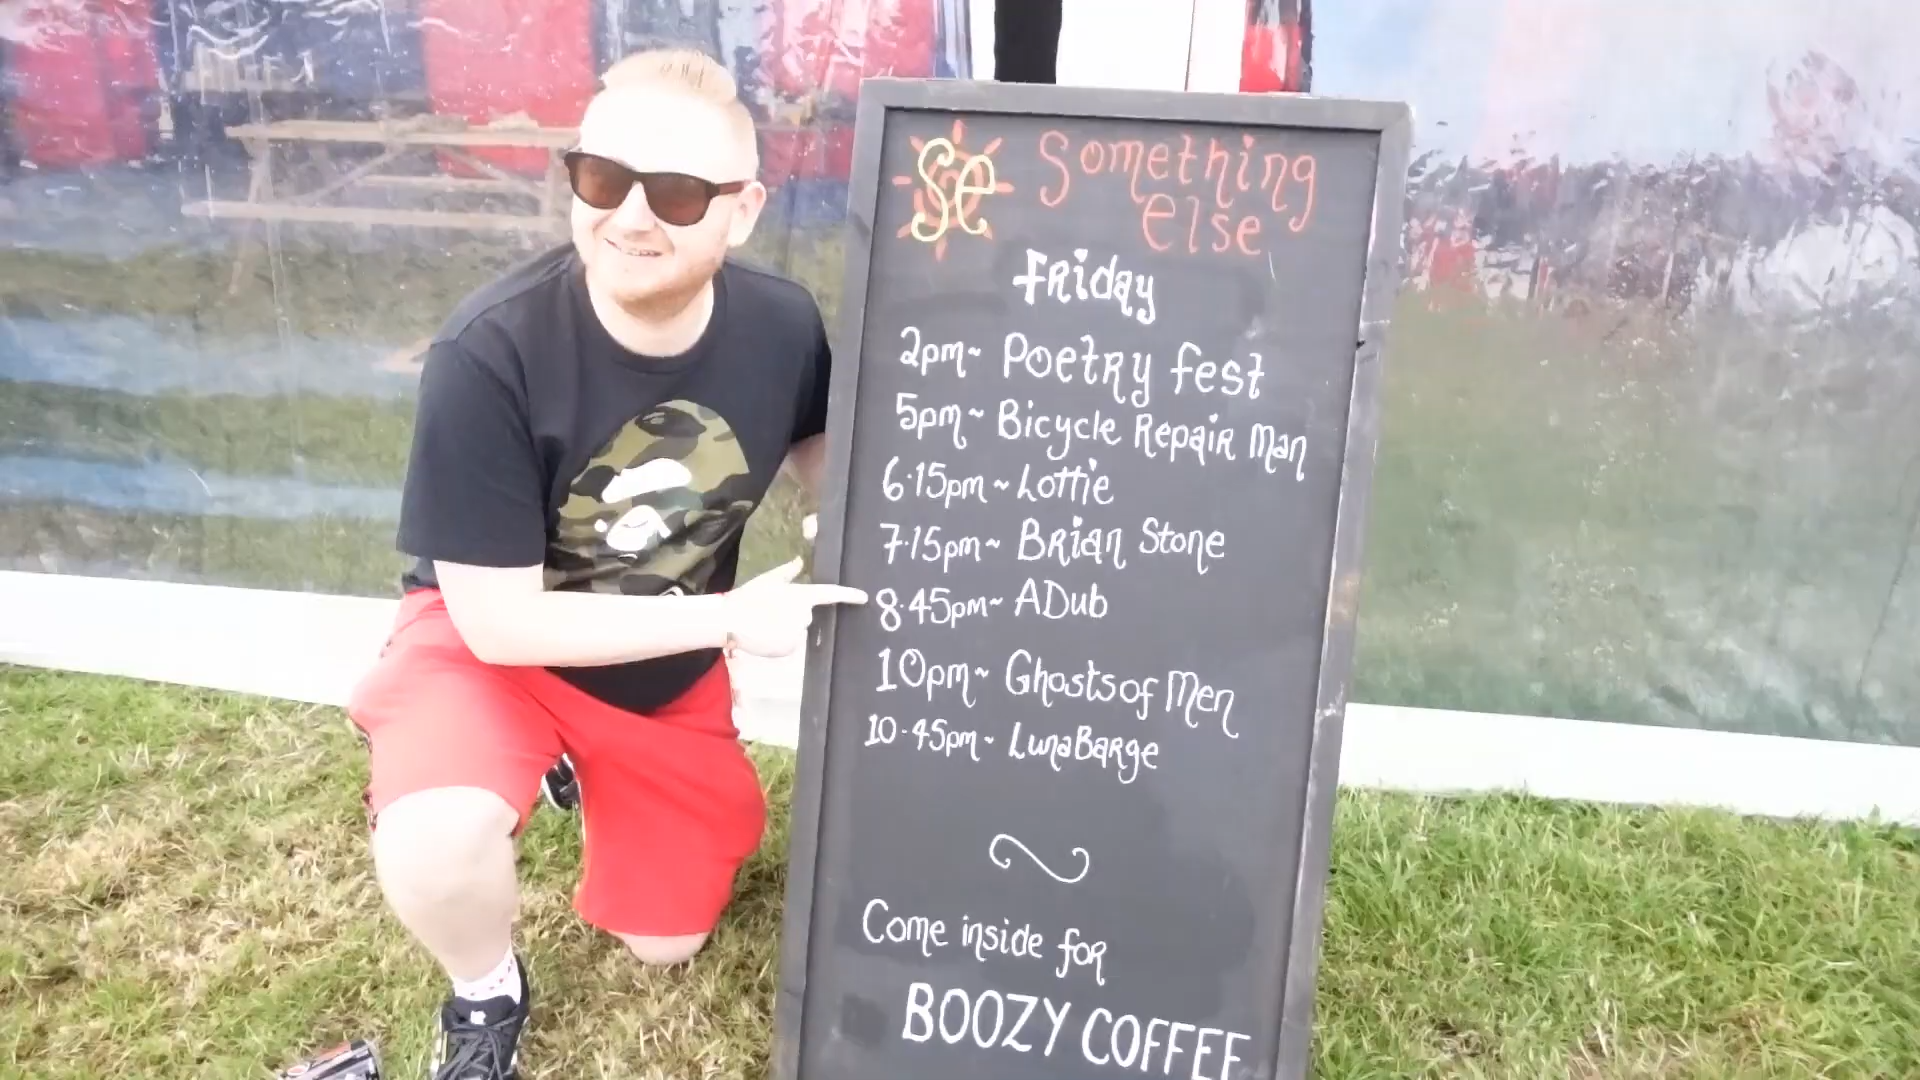 Se Something
Else
Friday
2pm~ Poetry fest
5pm~ Bicycle Repair Man
6.15pm~ Lottie
7.15pm~ Brian Stone
8.45pm~ ADub
10pm~ Ghosts of Men
10.45pm~ LunaBarge
Come inside for
BOOZY COFFEE